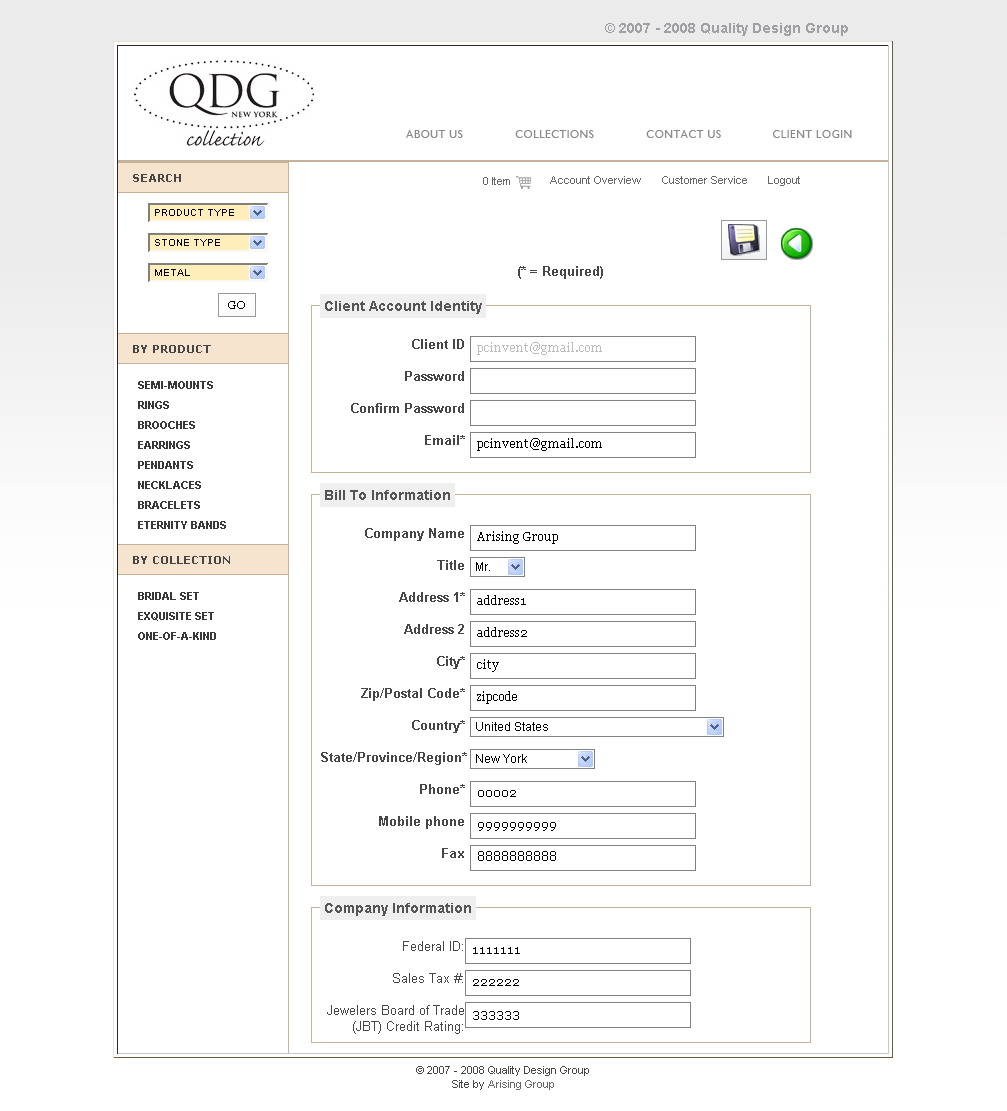 © 2007 - 2008 Quality Design Group
QDG
NEW YORK
collection
ABOUT US COLLECTIONS CONTACT US CLIENT LOGIN
SEARCH
0 Item Account Overview Customer Service Logout
PRODUCT TYPE
STONE TYPE
METAL
GO
BY PRODUCT
SEMI-MOUNTS
RINGS
BROOCHES
EARRINGS
PENDANTS
NECKLACES
BRACELETS
ETERNITY BANDS
BY COLLECTION
BRIDAL SET
EXQUISITE SET
ONE-OF-A-KIND
(* = Required)
Client Account Identity
Client ID pcinvent@gmail.com
Password
Confirm Password
Email* pcinvent@gmail.com
Bill To Information
Company Name Arising Group
Title Mr.
Address 1* address1
Address 2 address2
City* city
Zip/Postal Code* zipcode
Country* United States
State/Province/Region* New York
Phone* 00002
Mobile phone 9999999999
Fax 8888888888
Company Information
Federal ID: 1111111
Sales Tax #: 222222
Jewelers Board of Trade
(JBT) Credit Rating: 333333
© 2007 - 2008 Quality Design Group
Site by Arising Group